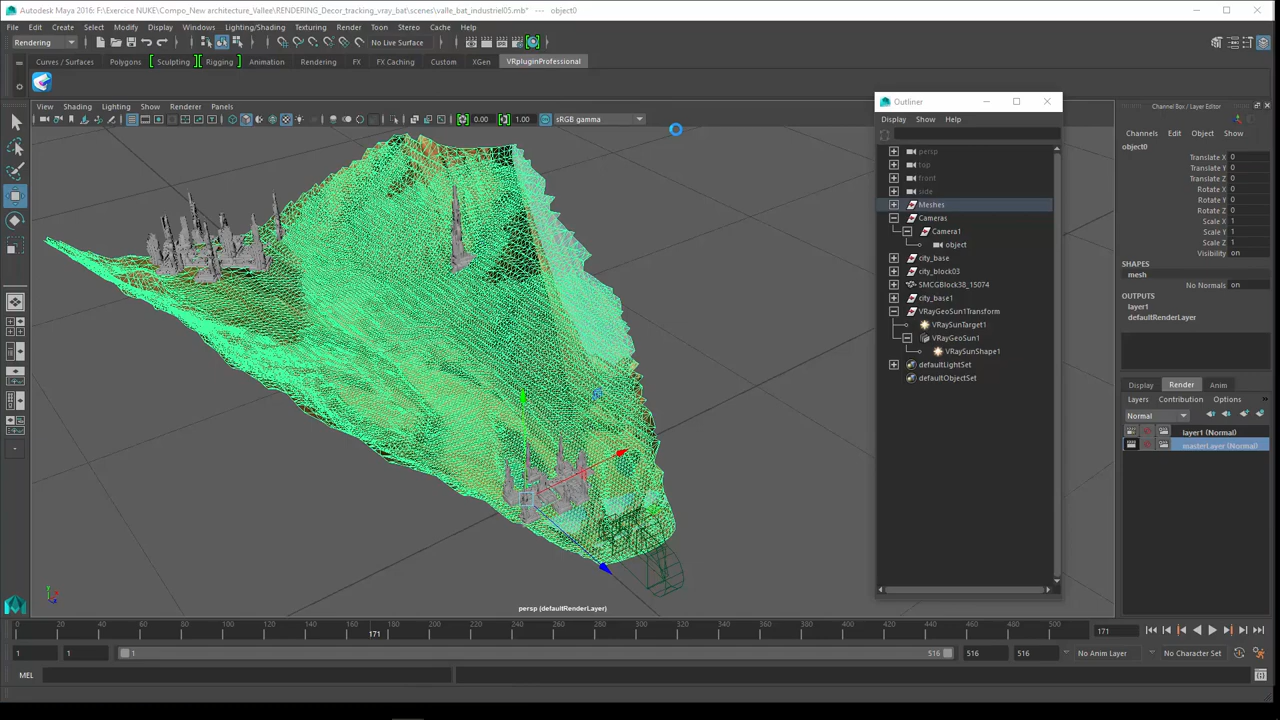 Autodesk Maya 2016: F:\Exercice NUKE\Compo_New architecture_Vallee\RENDERING_Decor_tracking_vray_bat\scenes\valle_bat_industriel05.mb* --- object0
File Edit Create Select Modify Display Windows Lighting/Shading Texturing Render Toon Stereo Cache Help
Rendering No Live Surface
Curves / Surfaces Polygons Sculpting Rigging Animation Rendering FX FX Caching Custom XGen VRpluginProfessional
View Shading Lighting Show Renderer Panels
0.00 1.00 sRGB gamma
Outliner
Display Show Help
persp
top
front
side
Meshes
Cameras
Camera1
object
city_base
city_block03
SMCGBlock38_15074
city_base1
VRayGeoSun1Transform
VRaySunTarget1
VRayGeoSun1
VRaySunShape1
defaultLightSet
defaultObjectSet
Channel Box / Layer Editor
Channels Edit Object Show
object0
Translate X 0
Translate Y 0
Translate Z 0
Rotate X 0
Rotate Y 0
Rotate Z 0
Scale X 1
Scale Y 1
Scale Z 1
Visibility on
SHAPES
mesh
No Normals on
OUTPUTS
layer1
defaultRenderLayer
Display Render Anim
Layers Contribution Options
Normal
layer1 (Normal)
masterLayer (Normal)
persp (defaultRenderLayer)
0 20 40 60 80 100 120 140 160 171 180 200 220 240 260 280 300 320 340 360 380 400 420 440 460 480 500 171
1 1 1 516 516 516 No Anim Layer No Character Set
MEL